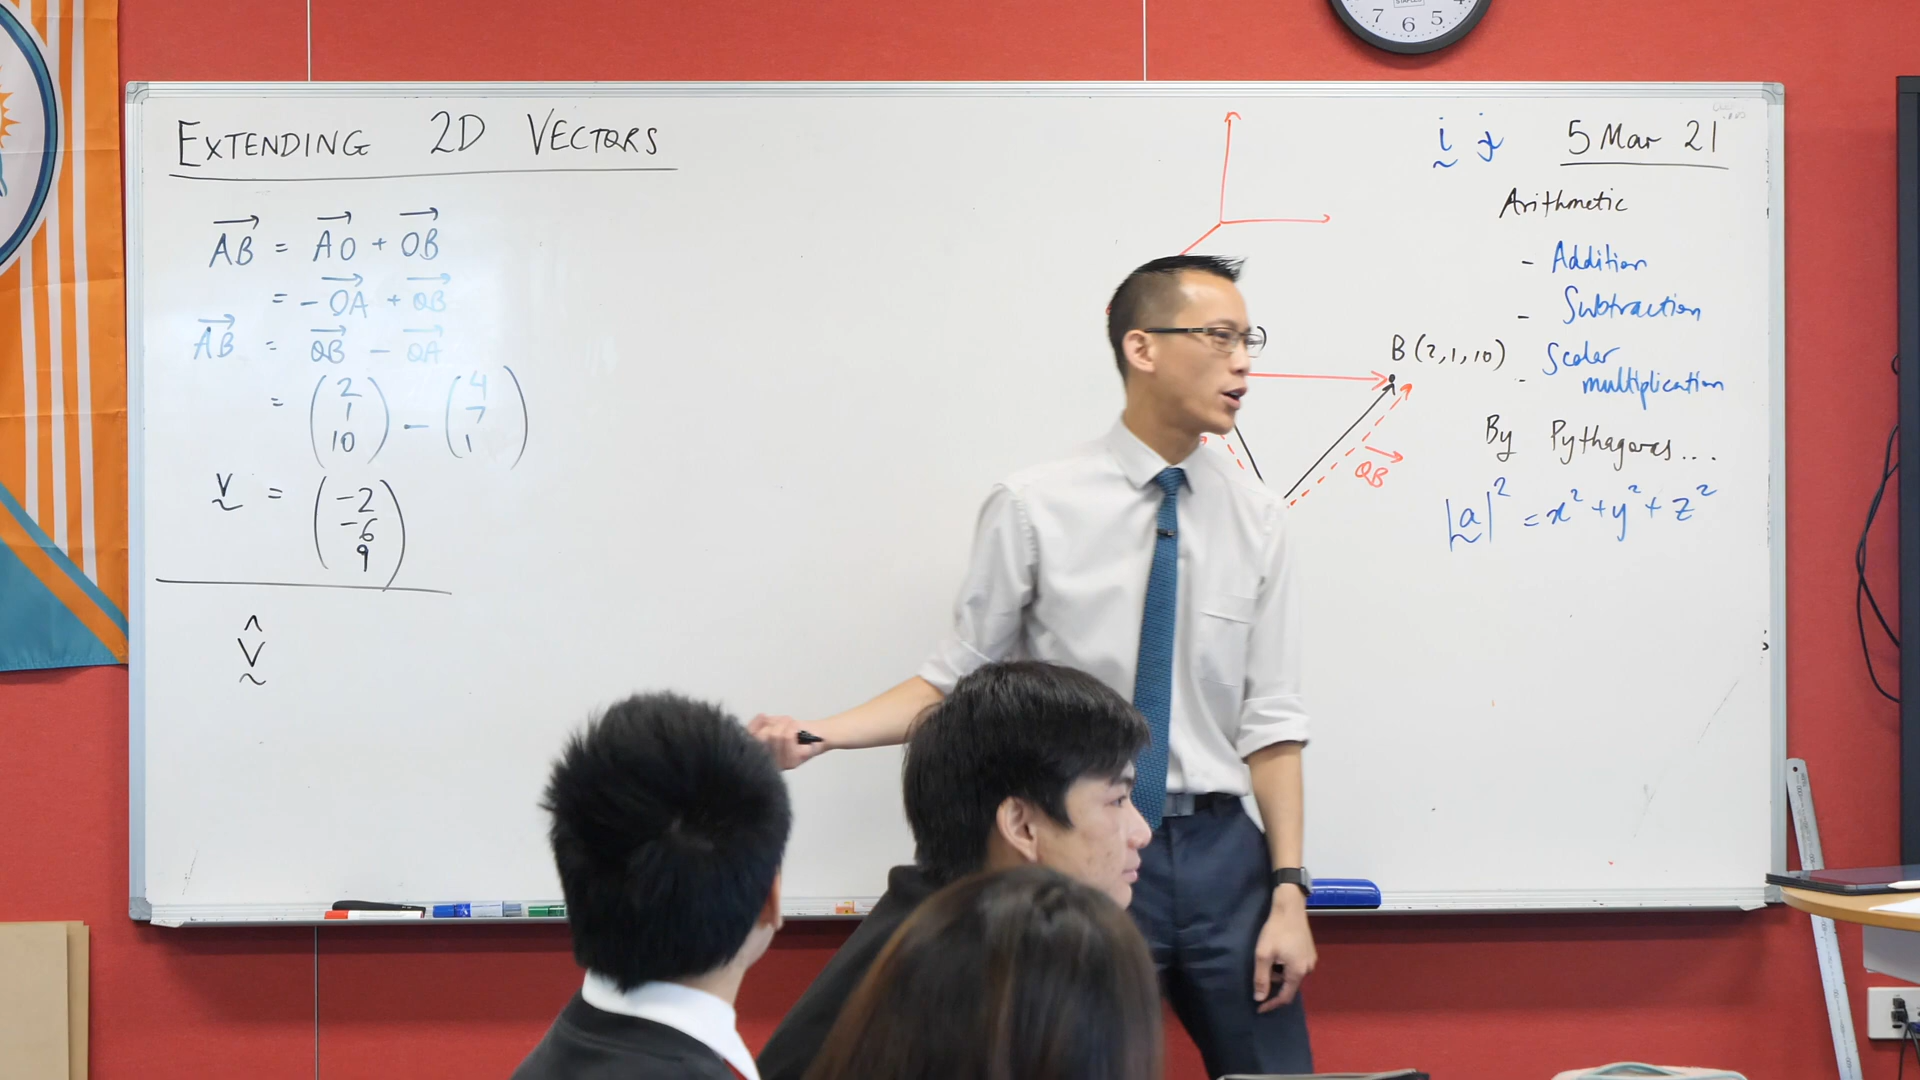 EXTENDING 2D VECTORS
AB = AO + OB
= - OA + OB
AB = OB - OA
= (2 1 10) - (4 7 1)
v = (-2 -6 9)
v̂
B (2,1,10)
OB
i j
5 Mar 21
Arithmetic
- Addition
- Subtraction
- Scalar
multiplication
By Pythagoras...
|a|² = x² + y² + z²
7 6 5